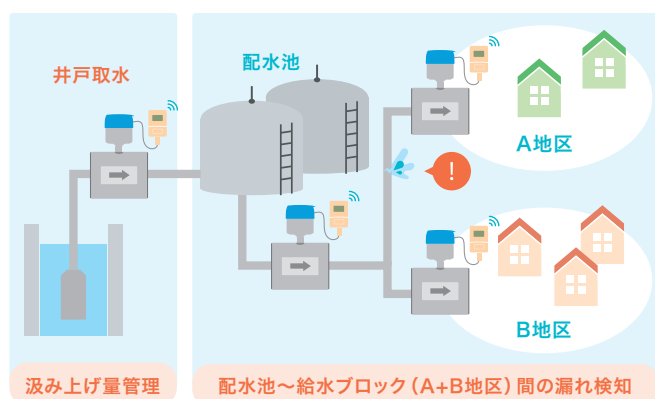 井戸取水
配水池
A地区
!
B地区
汲み上げ量管理
配水池〜給水ブロック（A+B地区）間の漏れ検知